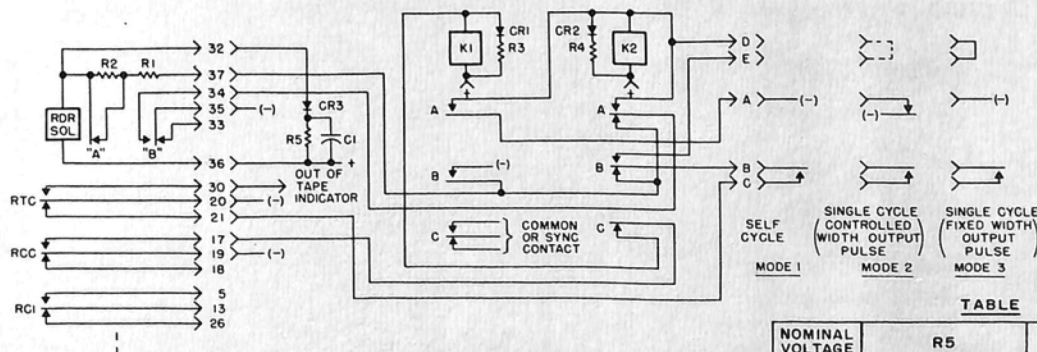 K1
CR1
R3
CR2
R4
K2
+
+
D
E
32
37
34
35 (-)
33
36
R2
R1
RDR
SOL
"A"
"B"
CR3
R5
C1
+
OUT OF
TAPE
INDICATOR
A
A
A (-)
(-)
(-)
B
(-)
B
B
C
C
COMMON
OR SYNC
CONTACT
C
RTC
30
20 (-)
21
RCC
17
19 (-)
18
RCI
5
13
26
SELF
CYCLE
MODE 1
SINGLE CYCLE
CONTROLLED
WIDTH OUTPUT
PULSE
MODE 2
SINGLE CYCLE
FIXED WIDTH
OUTPUT
PULSE
MODE 3
TABLE
NOMINAL
VOLTAGE
R5